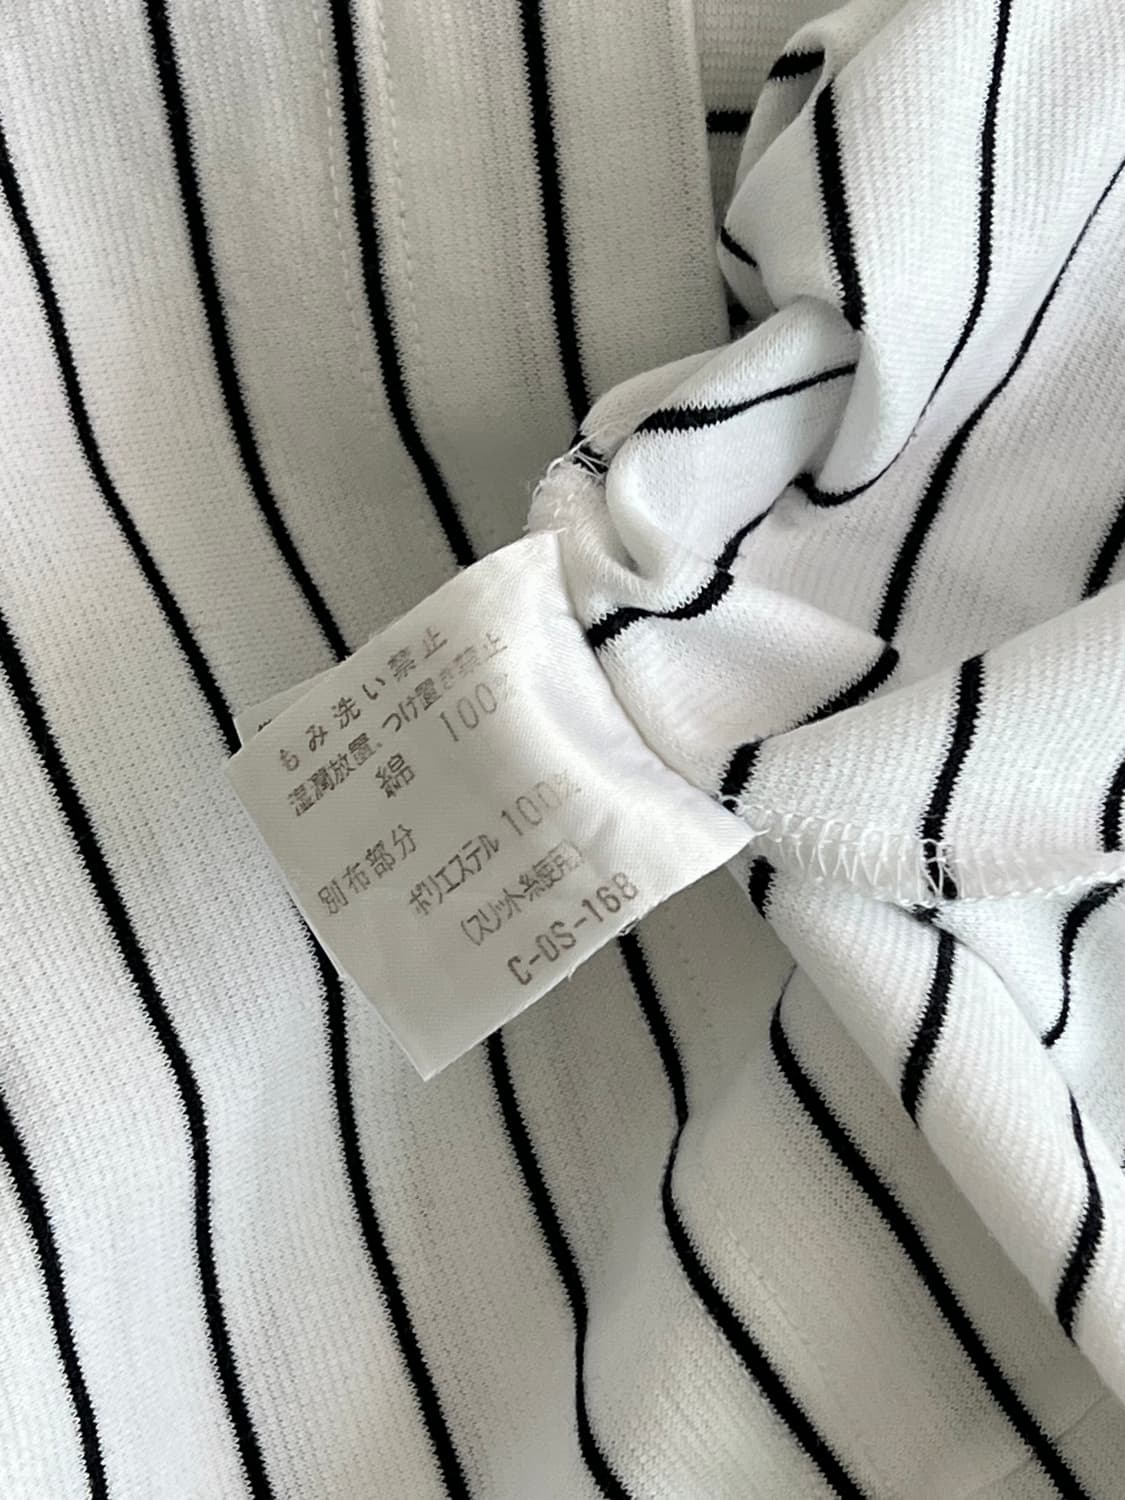 もみ洗い禁止
湿潤放置、つけ置き禁止
綿 100%
別布部分
ポリエステル 100%
(スリット糸使用)
C-OS-168